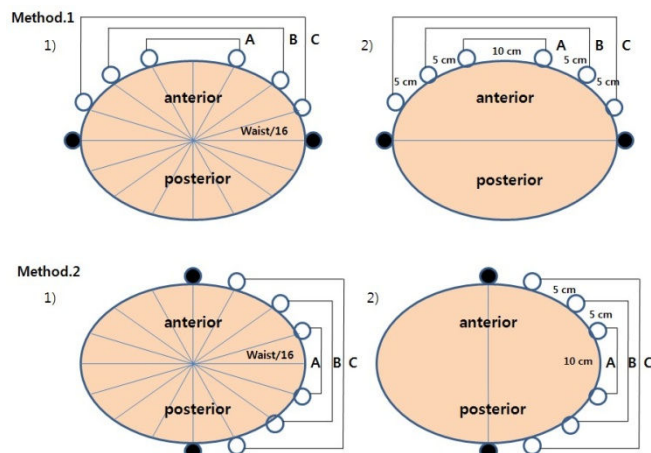 Method.1
1)
A B C
anterior
Waist/16
posterior
2)
A B C
10 cm
5 cm 5 cm
5 cm 5 cm
anterior
posterior
Method.2
1)
anterior
Waist/16
A B C
posterior
2)
5 cm
anterior
5 cm
10 cm A B C
posterior